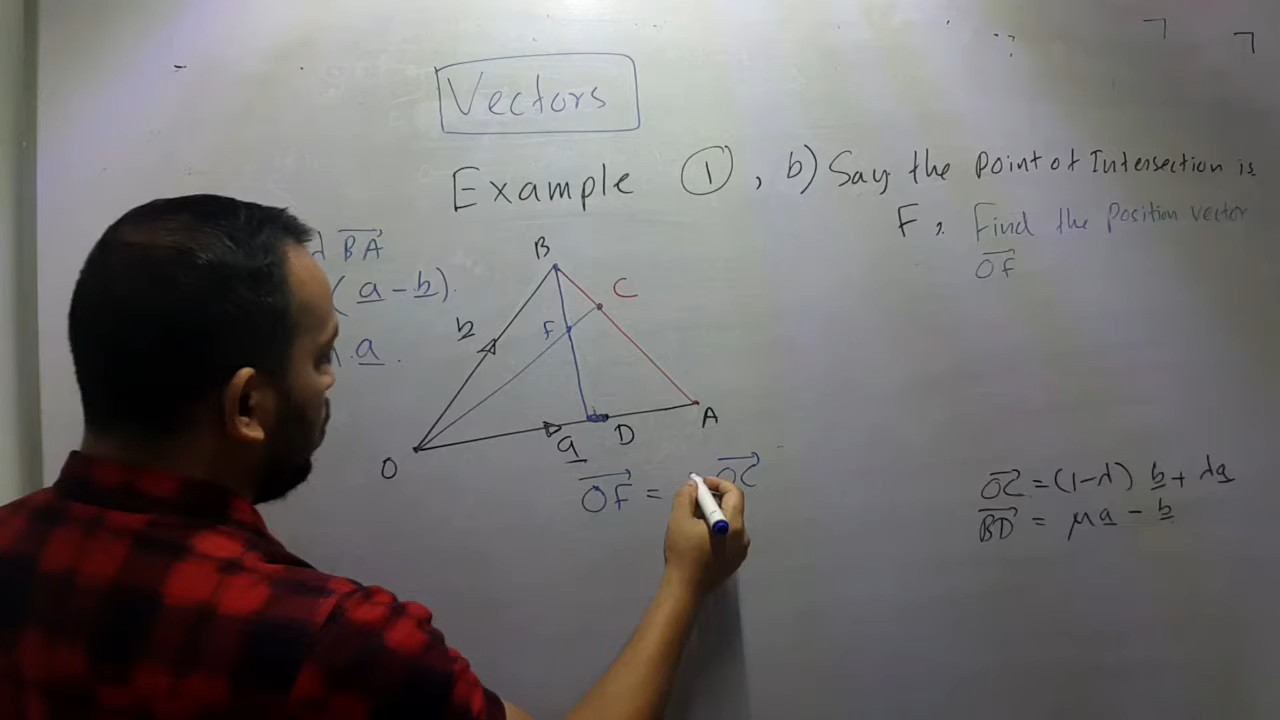 Vectors
Example ①, b) Say the point of Intersection is
F, Find the Position vector
OF
BA
(a-b).
λ.a.
B
C
b
F
A
D
a
O
OF = OC
OC = (1-λ) b + λa
BD = μa - b